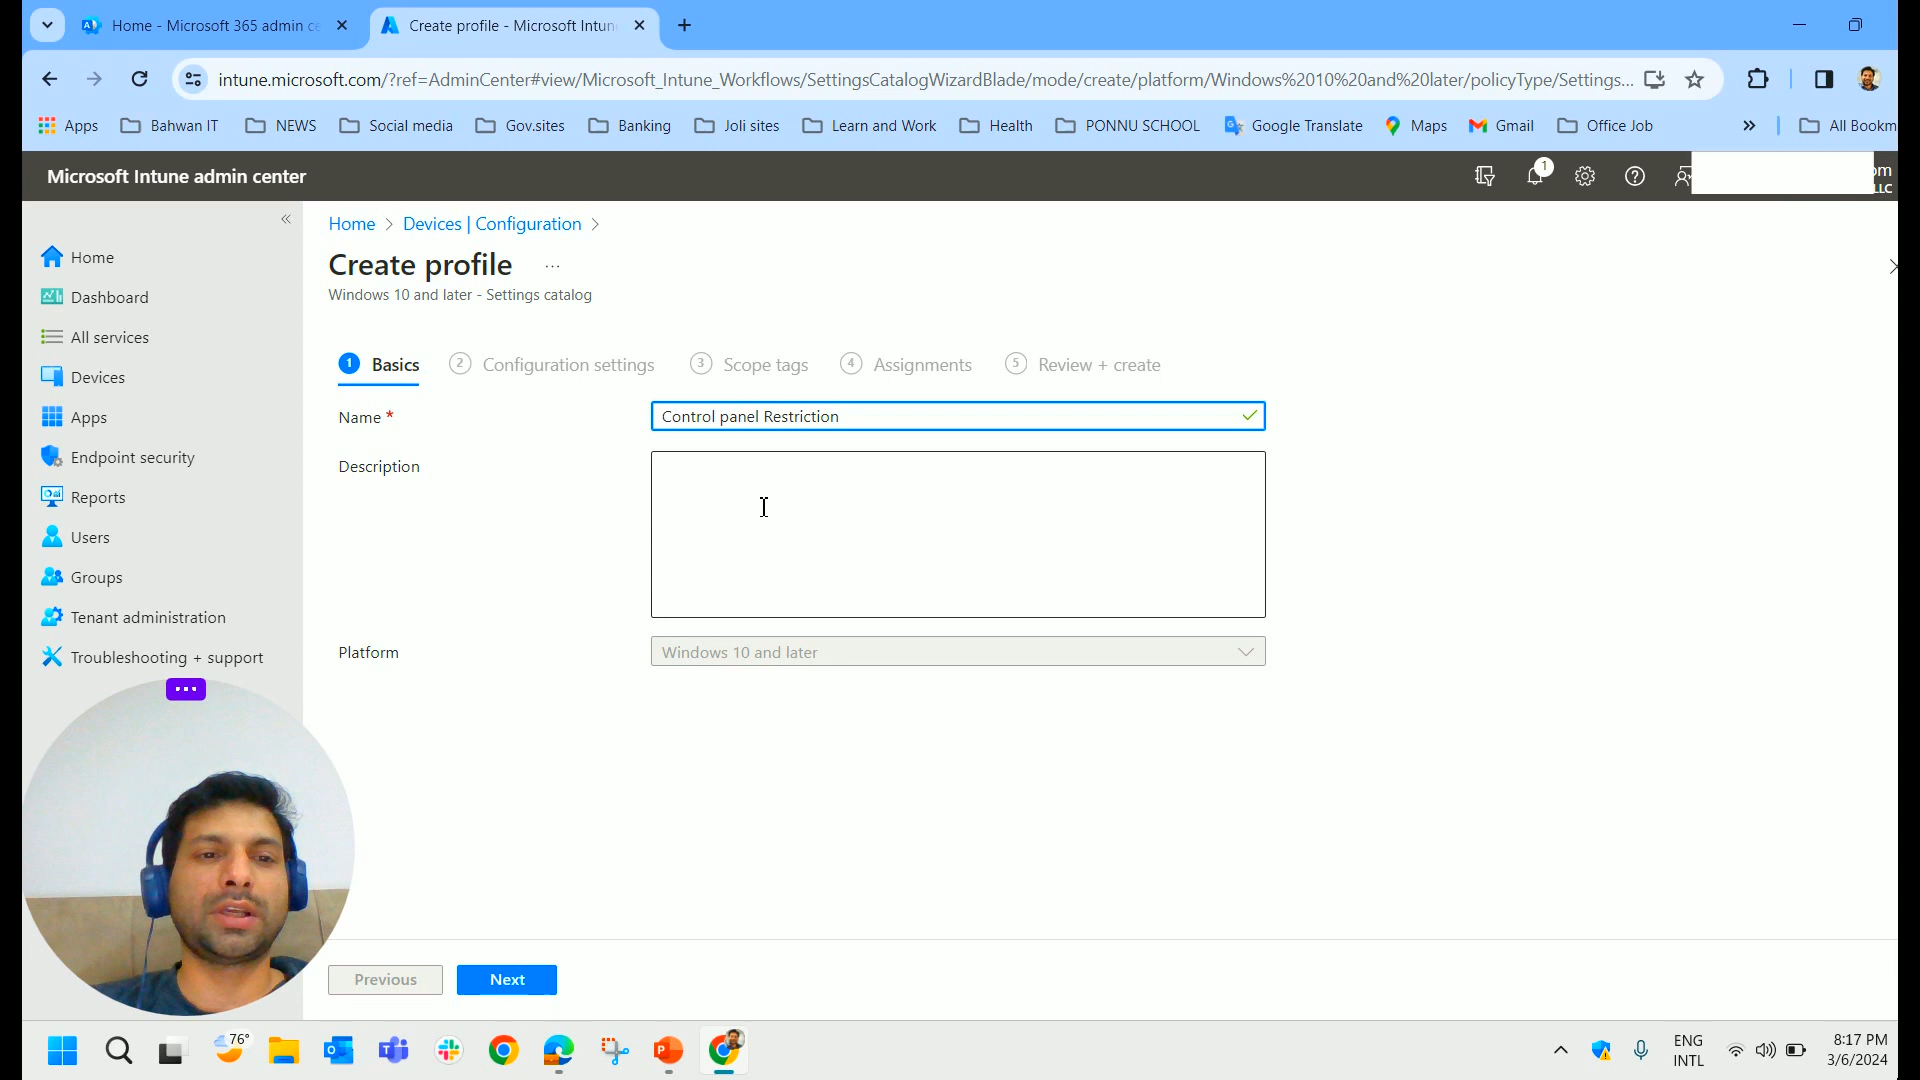 Home - Microsoft 365 admin ce
Create profile - Microsoft Intun
intune.microsoft.com/?ref=AdminCenter#view/Microsoft_Intune_Workflows/SettingsCatalogWizardBlade/mode/create/platform/Windows%2010%20and%20later/policyType/Settings...
Apps
Bahwan IT
NEWS
Social media
Gov.sites
Banking
Joli sites
Learn and Work
Health
PONNU SCHOOL
Google Translate
Maps
Gmail
Office Job
All Bookm
Microsoft Intune admin center
1
om
LLC
Home
Dashboard
All services
Devices
Apps
Endpoint security
Reports
Users
Groups
Tenant administration
Troubleshooting + support
Home > Devices | Configuration >
Create profile ...
Windows 10 and later - Settings catalog
1 Basics
2 Configuration settings
3 Scope tags
4 Assignments
5 Review + create
Name *
Control panel Restriction
Description
Platform
Windows 10 and later
Previous
Next
76°
ENG
INTL
8:17 PM
3/6/2024